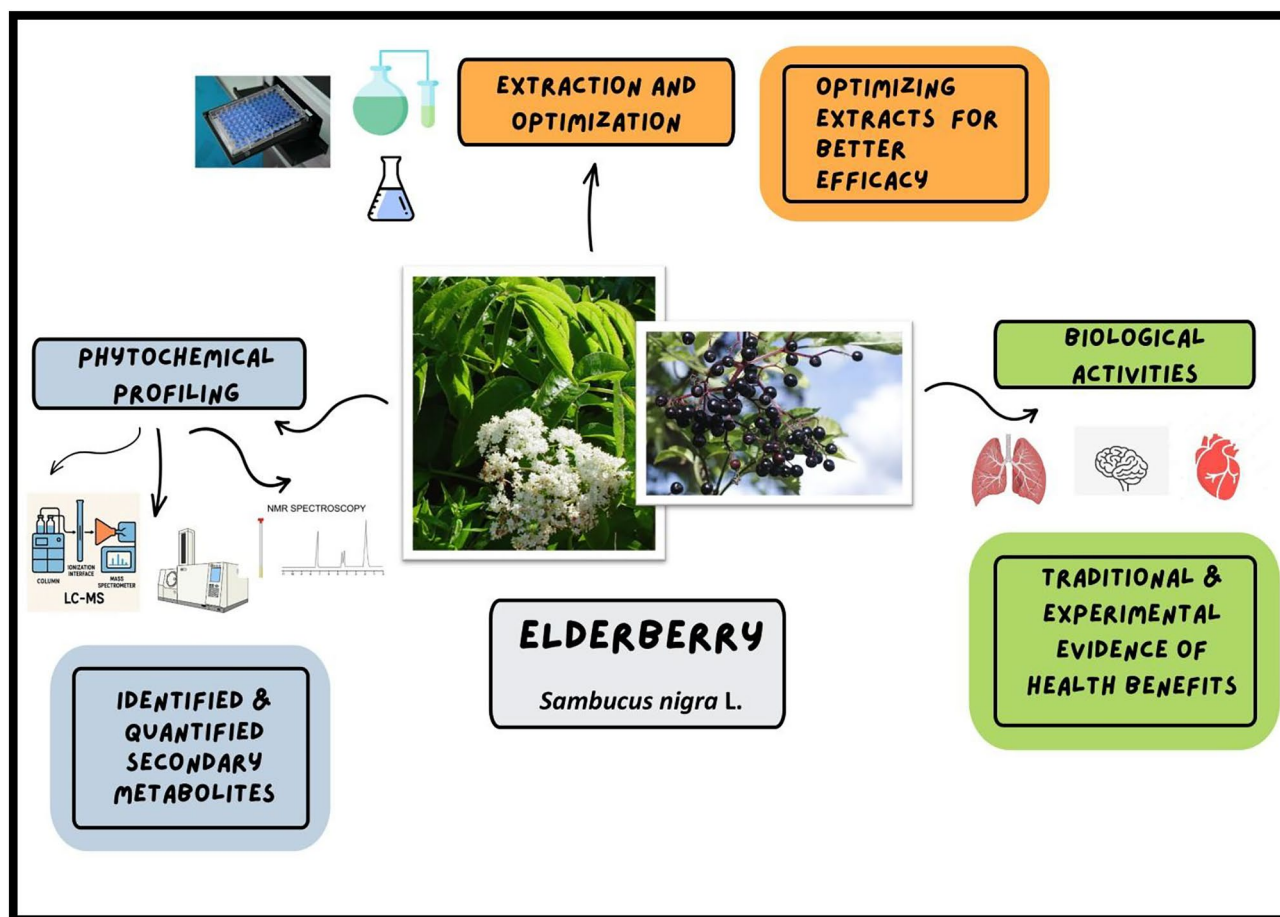 EXTRACTION AND
OPTIMIZATION
OPTIMIZING
EXTRACTS FOR
BETTER
EFFICACY
PHYTOCHEMICAL
PROFILING
BIOLOGICAL
ACTIVITIES
NMR SPECTROSCOPY
COLUMN
IONIZATION
INTERFACE
MASS
SPECTROMETER
LC-MS
ELDERBERRY
Sambucus nigra L.
TRADITIONAL &
EXPERIMENTAL
EVIDENCE OF
HEALTH BENEFITS
IDENTIFIED &
QUANTIFIED
SECONDARY
METABOLITES